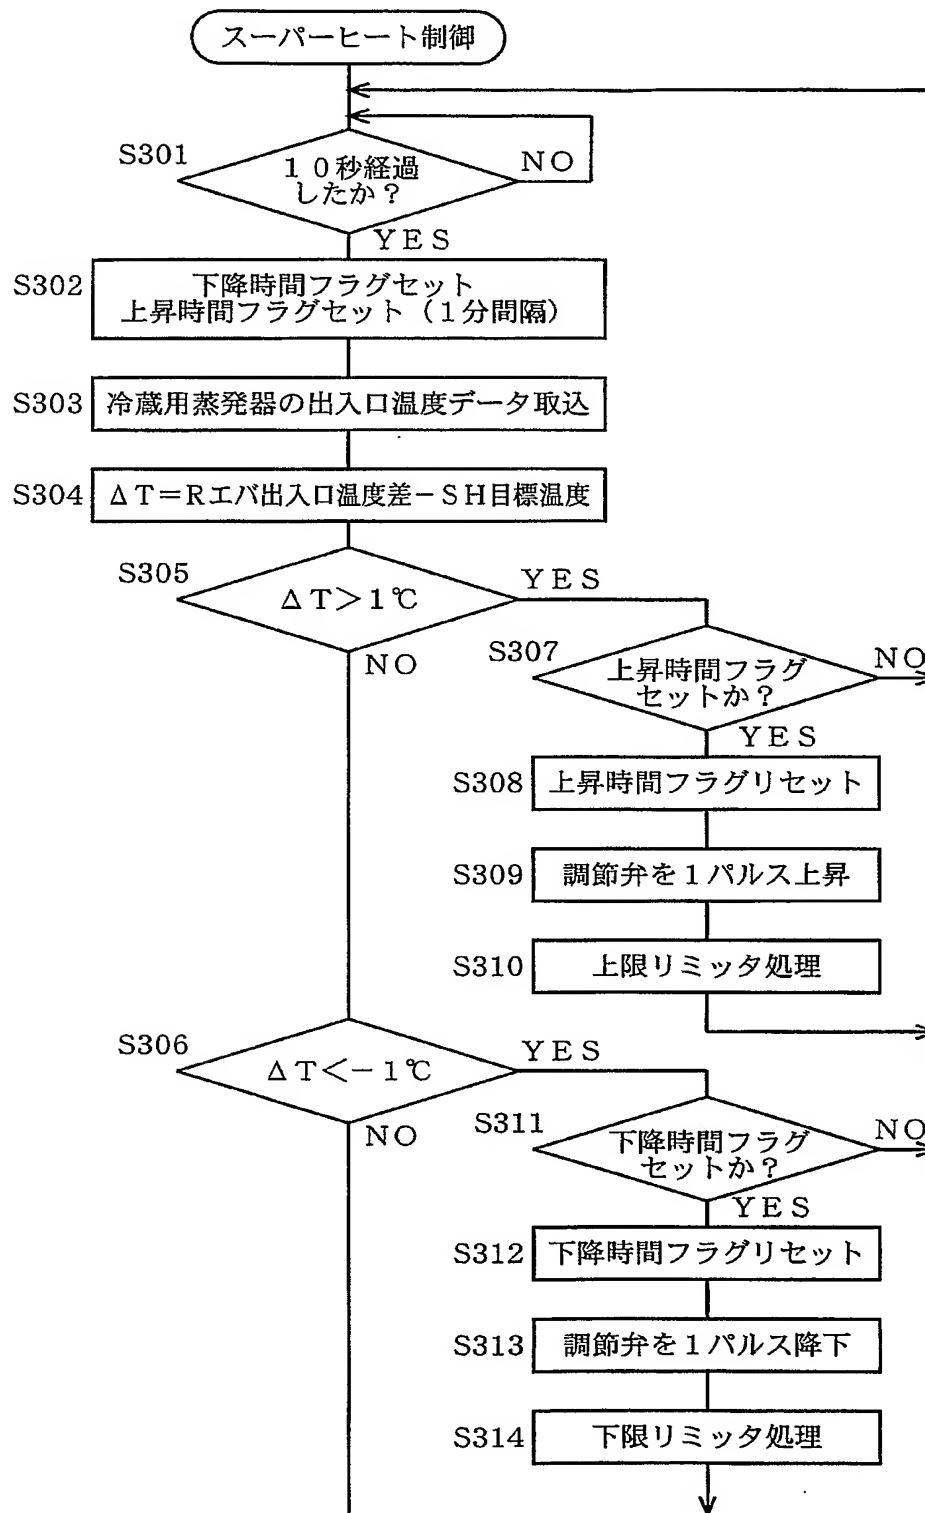 スーパーヒート制御
S301
１０秒経過
したか？
NO
YES
S302
下降時間フラグセット
上昇時間フラグセット（１分間隔）
S303
冷蔵用蒸発器の出入口温度データ取込
S304
ΔT＝Rエバ出入口温度差－SH目標温度
S305
ΔT＞1℃
YES
NO
S307
上昇時間フラグ
セットか？
NO
YES
S308
上昇時間フラグリセット
S309
調節弁を１パルス上昇
S310
上限リミッタ処理
S306
ΔT＜－1℃
YES
NO
S311
下降時間フラグ
セットか？
NO
YES
S312
下降時間フラグリセット
S313
調節弁を１パルス降下
S314
下限リミッタ処理